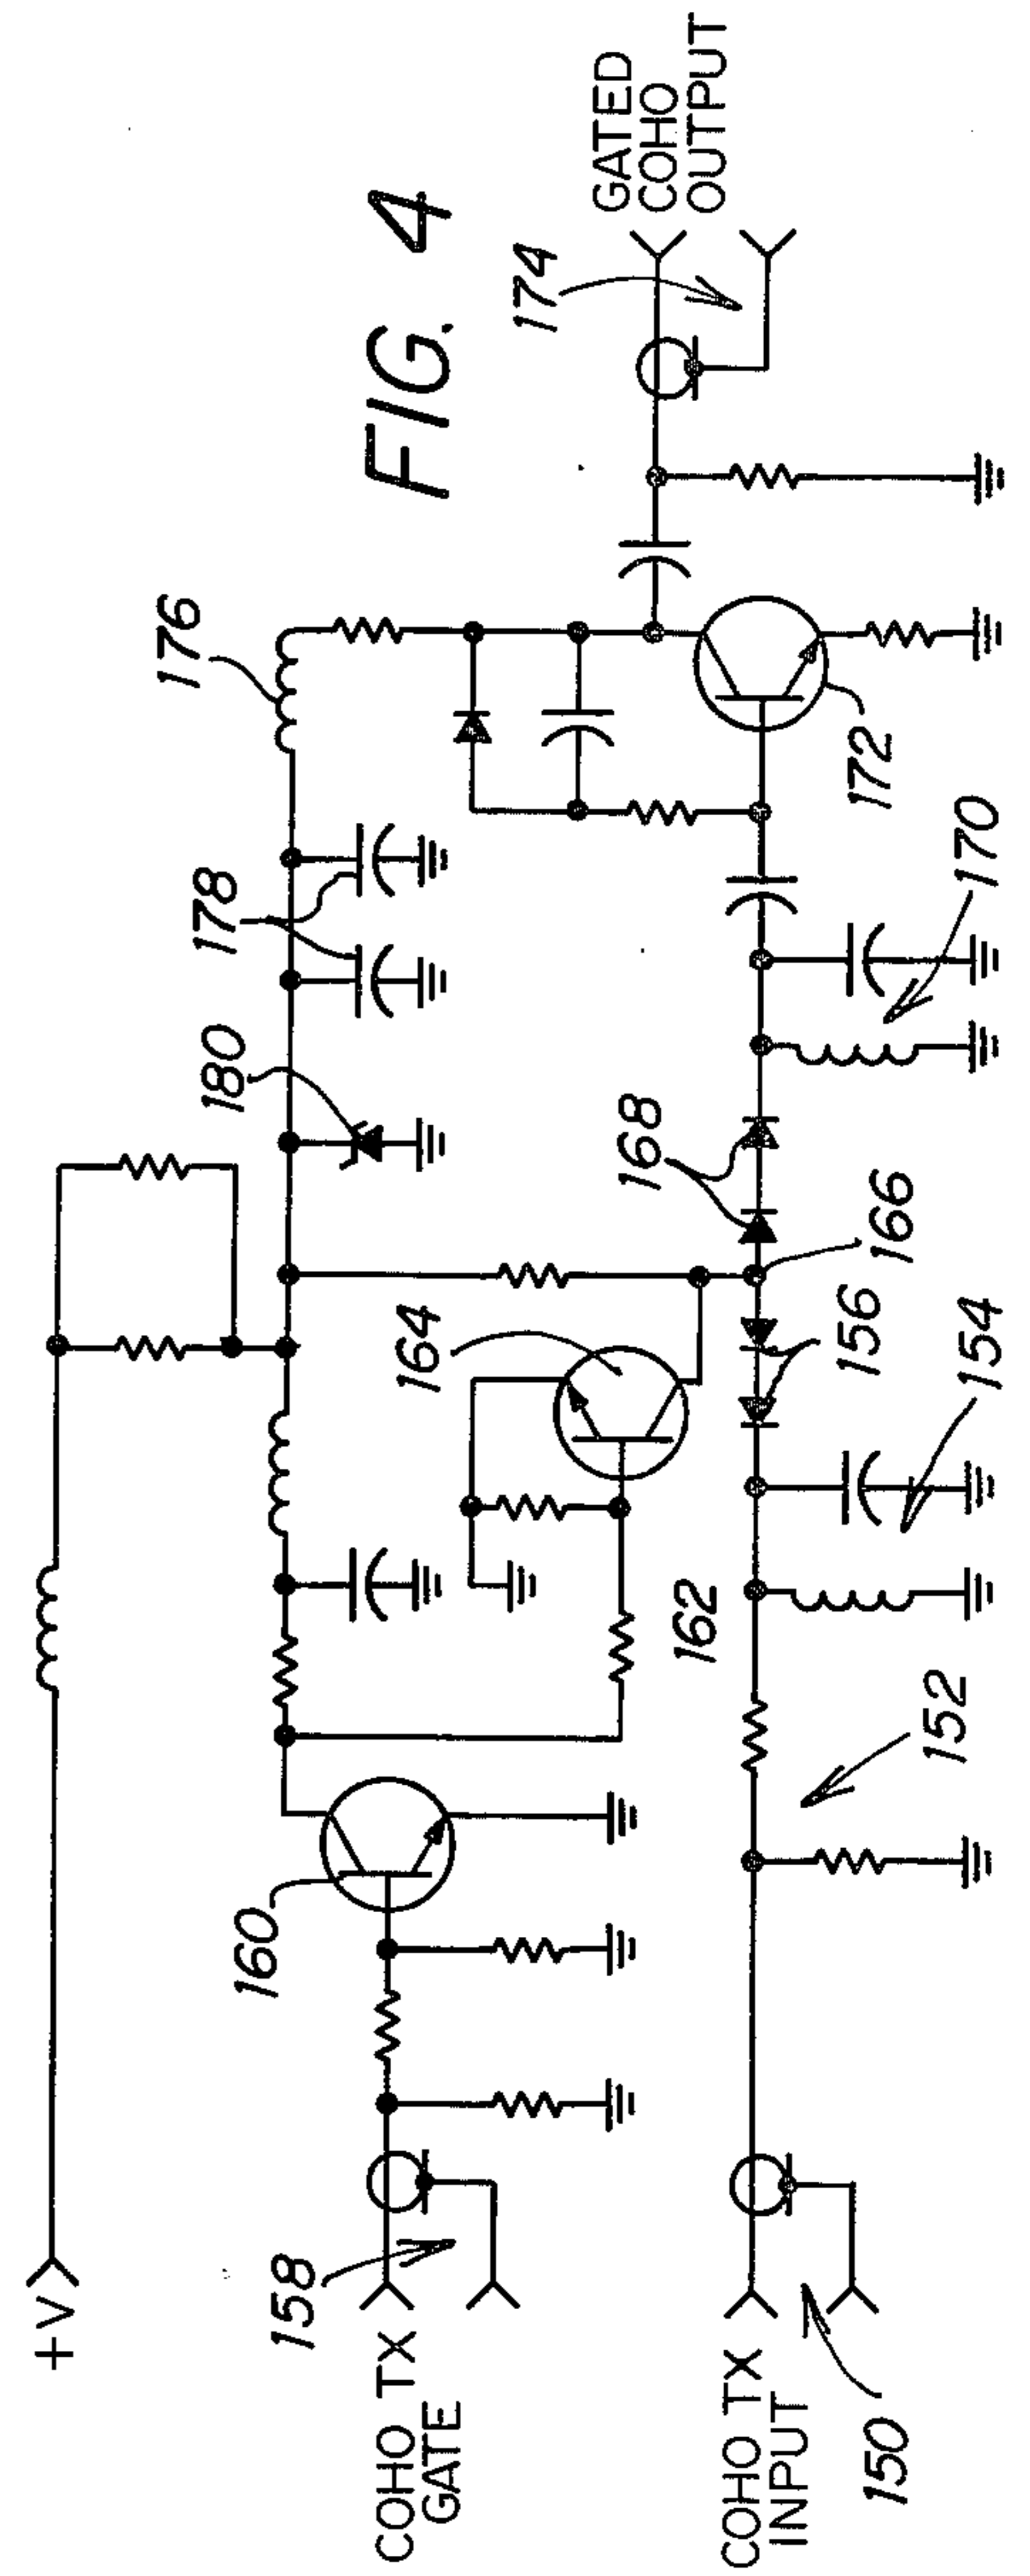 FIG. 4
+V
176
178
180
GATED
COHO
OUTPUT
174
160
164
168
158
COHO TX
GATE
162
166
156
172
170
154
152
COHO TX
INPUT
150